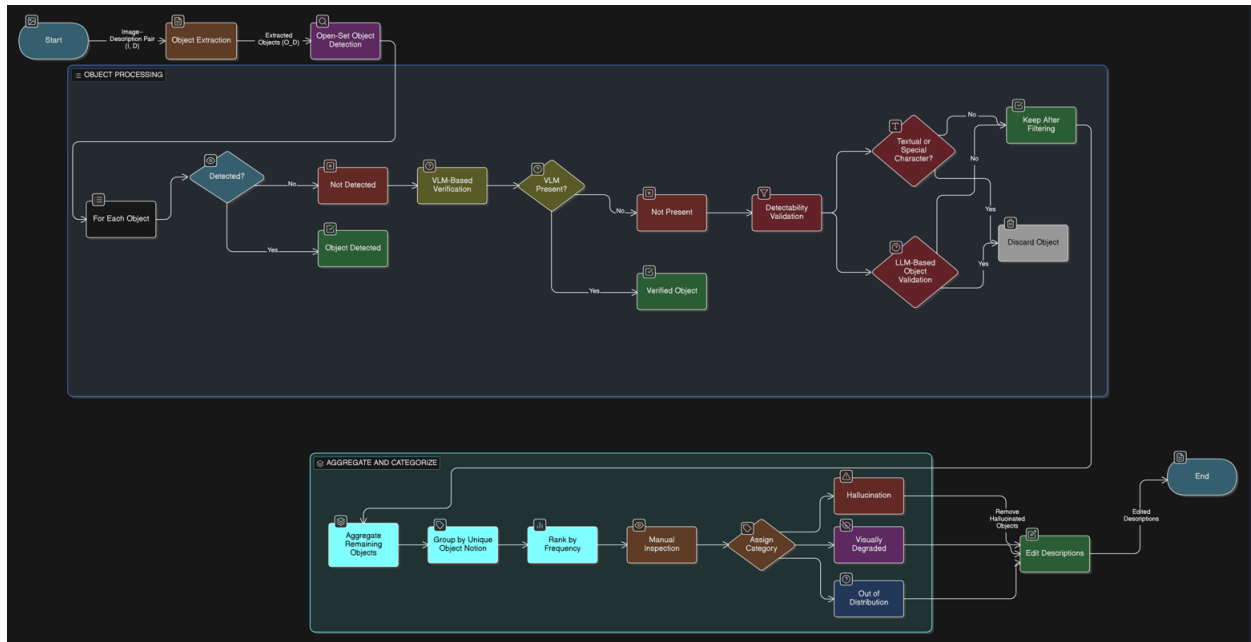 Start
Image-
Description Pair
(I, D)
Object Extraction
Extracted
Objects (O_D)
Open-Set Object
Detection
OBJECT PROCESSING
For Each Object
Detected?
No
Yes
Not Detected
Object Detected
VLM-Based
Verification
VLM
Present?
No
Yes
Not Present
Verified Object
Detectability
Validation
Textual or
Special
Character?
No
Yes
LLM-Based
Object
Validation
No
Yes
Keep After
Filtering
Discard Object
AGGREGATE AND CATEGORIZE
Aggregate
Remaining
Objects
Group by Unique
Object Notion
Rank by
Frequency
Manual
Inspection
Assign
Category
Hallucination
Visually
Degraded
Out of
Distribution
Remove
Hallucinated
Objects
Edit Descriptions
Edited
Descriptions
End